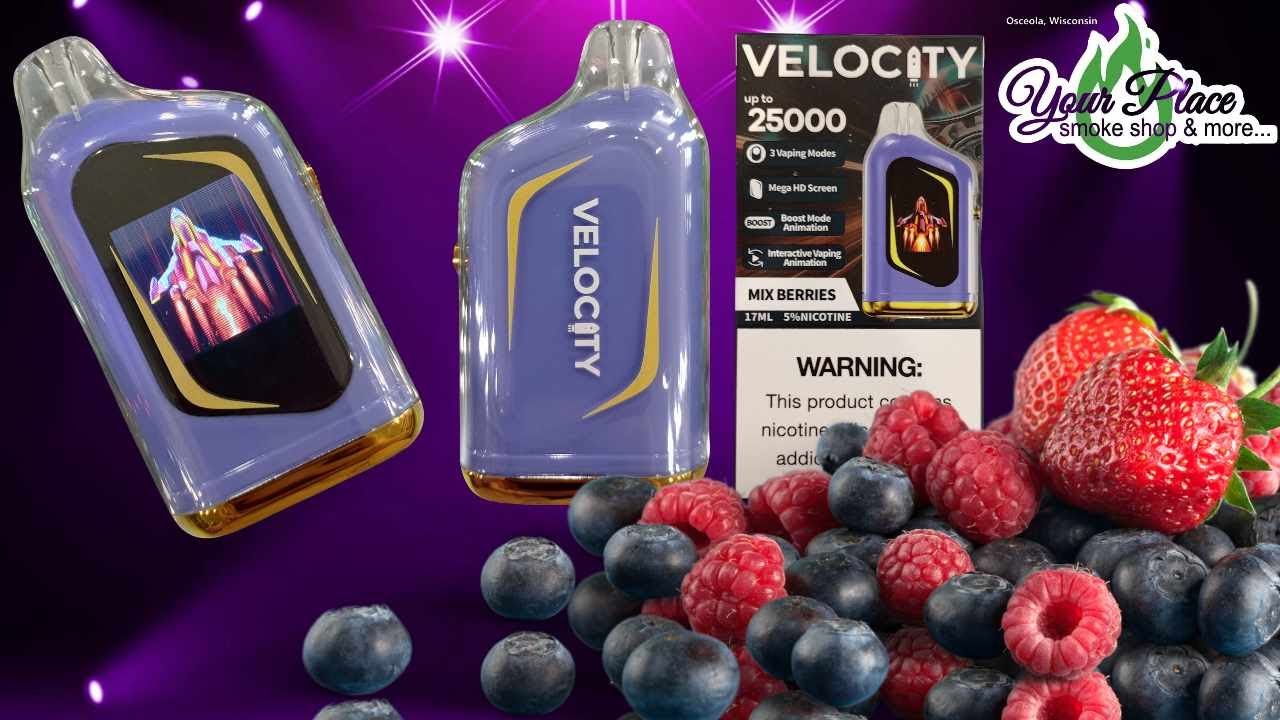 Osceola, Wisconsin
Your Place
smoke shop & more...
VELOCITY
VELOCITY
up to
25000
3 Vaping Modes
Mega HD Screen
BOOST
Boost Mode
Animation
Interactive Vaping
Animation
MIX BERRIES
17ML 5%NICOTINE
WARNING:
This product
nicotine